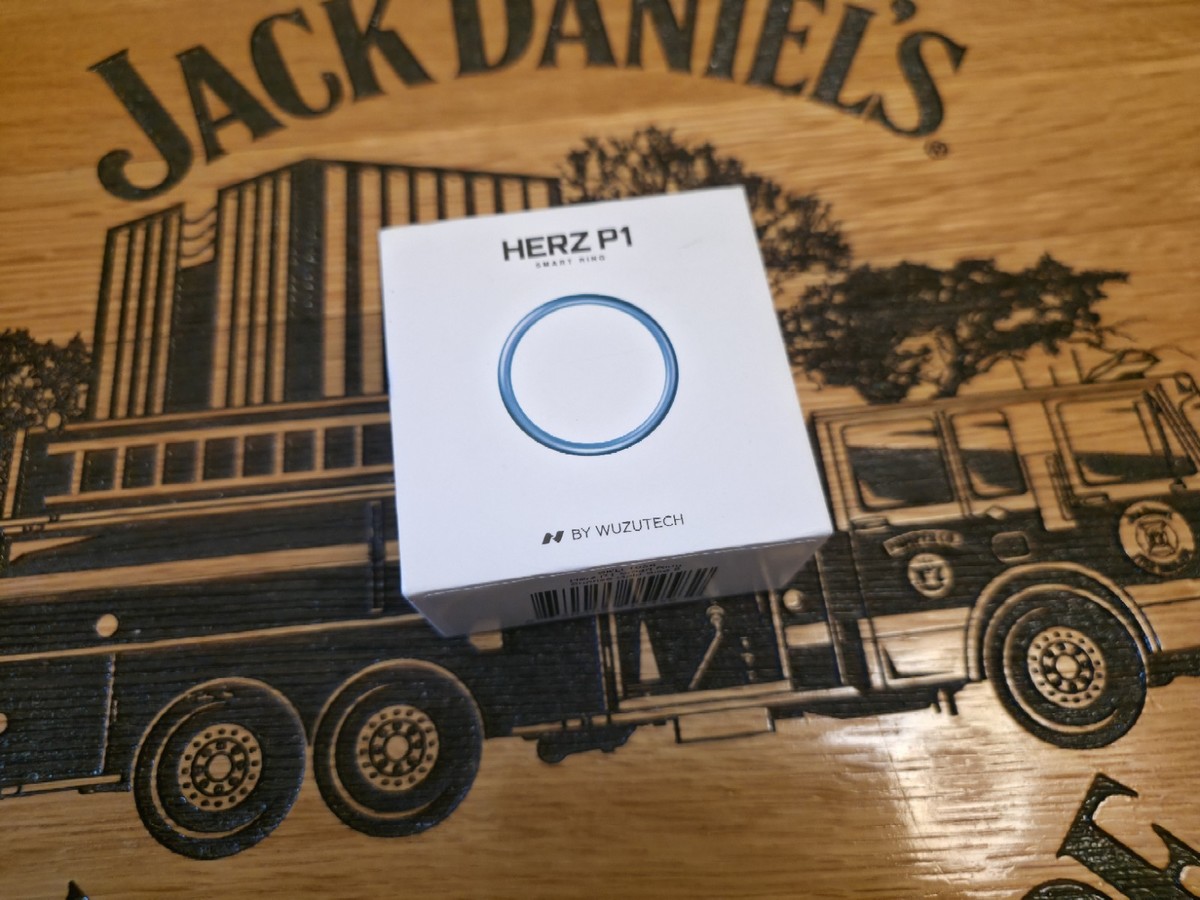 JACK DANIEL'S®
HERZ P1
SMART RING
BY WUZUTECH